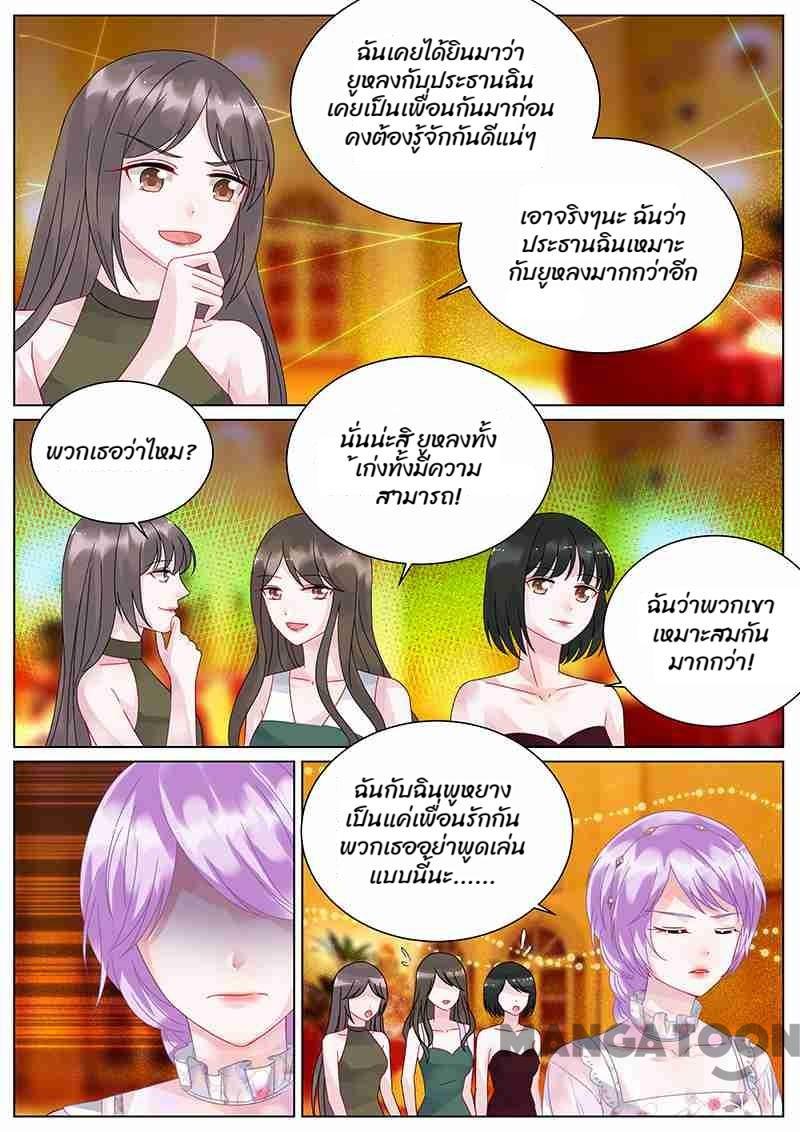 ฉันเคยได้ยินมาว่า
ยูหลงกับประธานฉิน
เคยเป็นเพื่อนกันมาก่อน
คงต้องรู้จักกันดีแน่ๆ
เอาจริงๆนะ ฉันว่า
ประธานฉินเหมาะ
กับยูหลงมากกว่าอีก
พวกเธอว่าไหม?
นั่นน่ะสิ ยูหลงทั้ง
เก่งทั้งมีความ
สามารถ!
ฉันว่าพวกเขา
เหมาะสมกัน
มากกว่า!
ฉันกับฉินพูหยาง
เป็นแค่เพื่อนรักกัน
พวกเธออย่าพูดเล่น
แบบนี้นะ......
MANGATOON